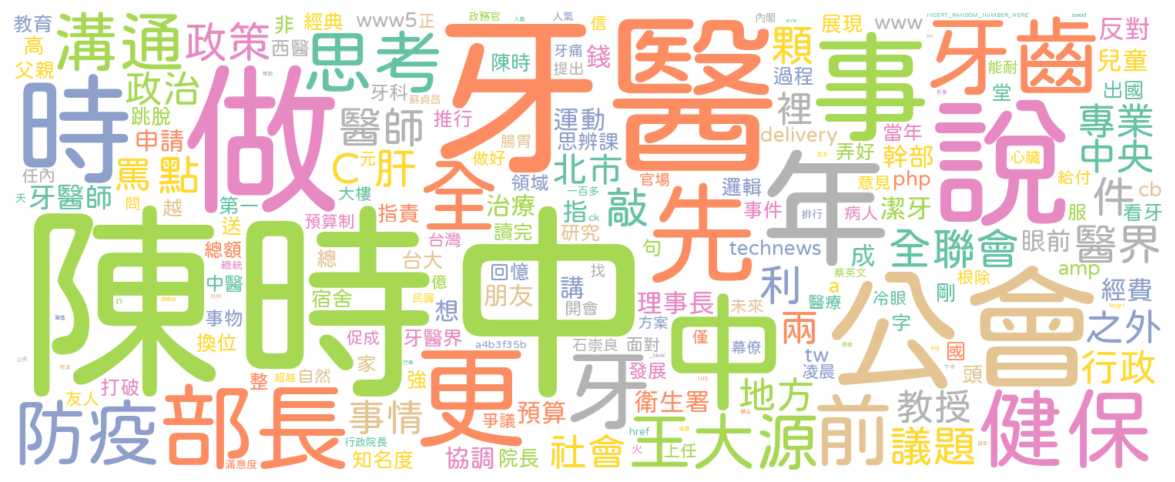 陳時中
牙醫
做
說
時
公會
部長
健保
更
先
年
事
牙
中
全
牙齒
防疫
前
思考
溝通
王大源
政策
政治
醫師
肝
C
罵
點
敲
北市
件
專業
中央
醫界
全聯會
利
兩
之外
行政
議題
教授
地方
社會
事情
裡
顆
教育
高
父親
非
西醫
經典
www5
正
政務官
人氣
內閣
信
展現
www
INSERT_RANDOM_NUMBER_HERE
反對
兒童
能耐
出國
堂
陳時
牙痛
提出
錢
過程
跳脫
申請
任內
牙科
蘇貞昌
推行
運動
思辨課
delivery
當年
弄好
幹部
意見
php
給付
cb
服
看牙
天
牙醫師
問
越
元
大樓
做好
腸胃
領域
官場
一百多
邏輯
事件
排行
病人
潔牙
心臟
第一
送
預算制
指責
治療
讀完
指
研究
ck
句
technews
成
眼前
總額
總統
中醫
總
台灣
台大
億
回憶
朋友
講
找
開會
想
理事長
方案
未來
蔡英文
醫療
a
冷眼
根除
剛
amp
經費
字
n
事物
換位
宿舍
民調
促成
牙醫界
a4b3f35b
石崇良
面對
僅
幕僚
tw
凌晨
國
頭
打破
友人
整
超越
自然
家
強
爭議
預算
發展
衛生署
href
火
上任
滿意度
行政院長
知名度
協調
院長